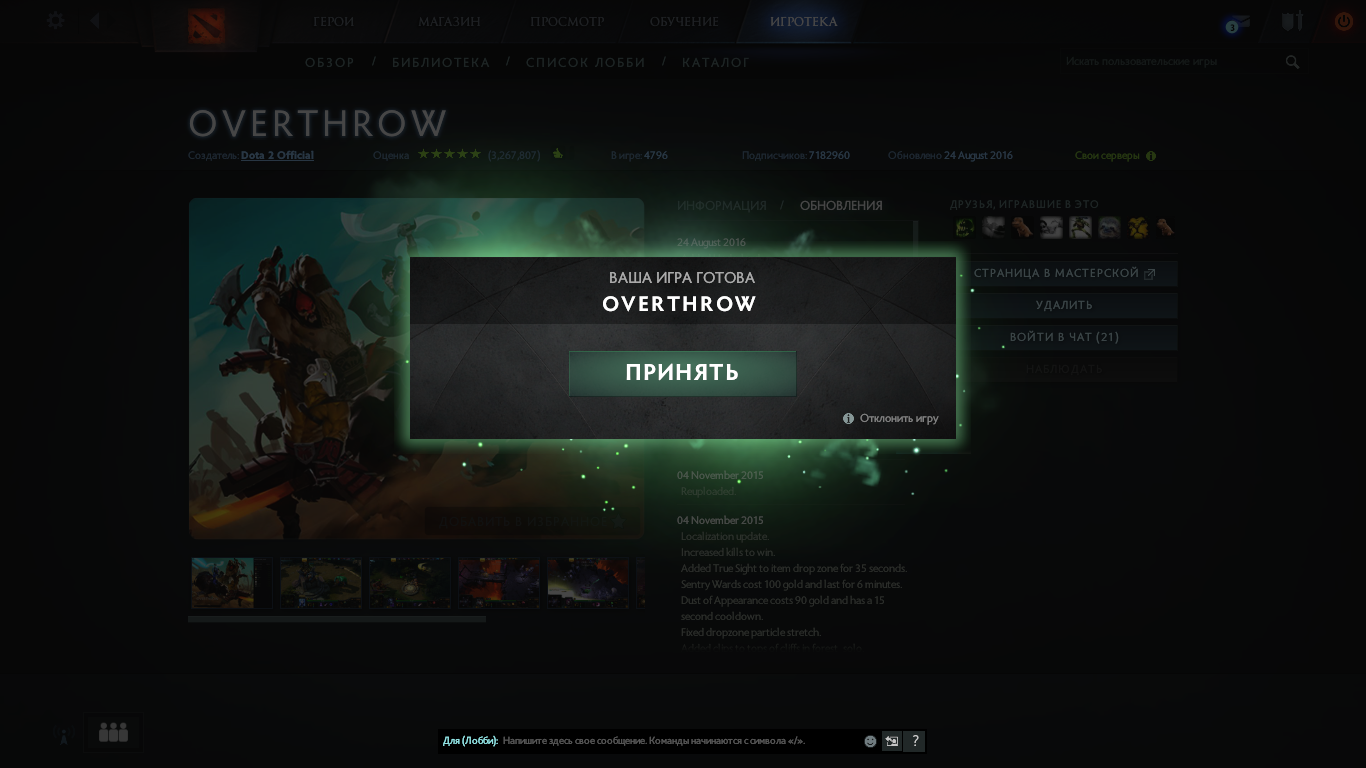 ГЕРОИ
МАГАЗИН
ПРОСМОТР
ОБУЧЕНИЕ
ИГРОТЕКА
3
ОБЗОР / БИБЛИОТЕКА / СПИСОК ЛОББИ / КАТАЛОГ
Искать пользовательские игры
OVERTHROW
Создатель: Dota 2 Official
Оценка ★★★★★ (3,267,807)
В игре: 4796
Подписчиков: 7182960
Обновлено 24 August 2016
Свои серверы
ИНФОРМАЦИЯ / ОБНОВЛЕНИЯ
ДРУЗЬЯ, ИГРАВШИЕ В ЭТО
24 August 2016
ВАША ИГРА ГОТОВА
OVERTHROW
ПРИНЯТЬ
Отклонить игру
СТРАНИЦА В МАСТЕРСКОЙ
УДАЛИТЬ
ВОЙТИ В ЧАТ (21)
НАБЛЮДАТЬ
04 November 2015
Reuploaded.
04 November 2015
Localization update.
Increased kills to win.
Added True Sight to item drop zone for 35 seconds.
Sentry Wards cost 100 gold and last for 6 minutes.
Dust of Appearance costs 90 gold and has a 15
second cooldown.
Fixed dropzone particle stretch.
ДОБАВИТЬ В ИЗБРАННОЕ
Для (Лобби): Напишите здесь свое сообщение. Команды начинаются с символа «/».
?